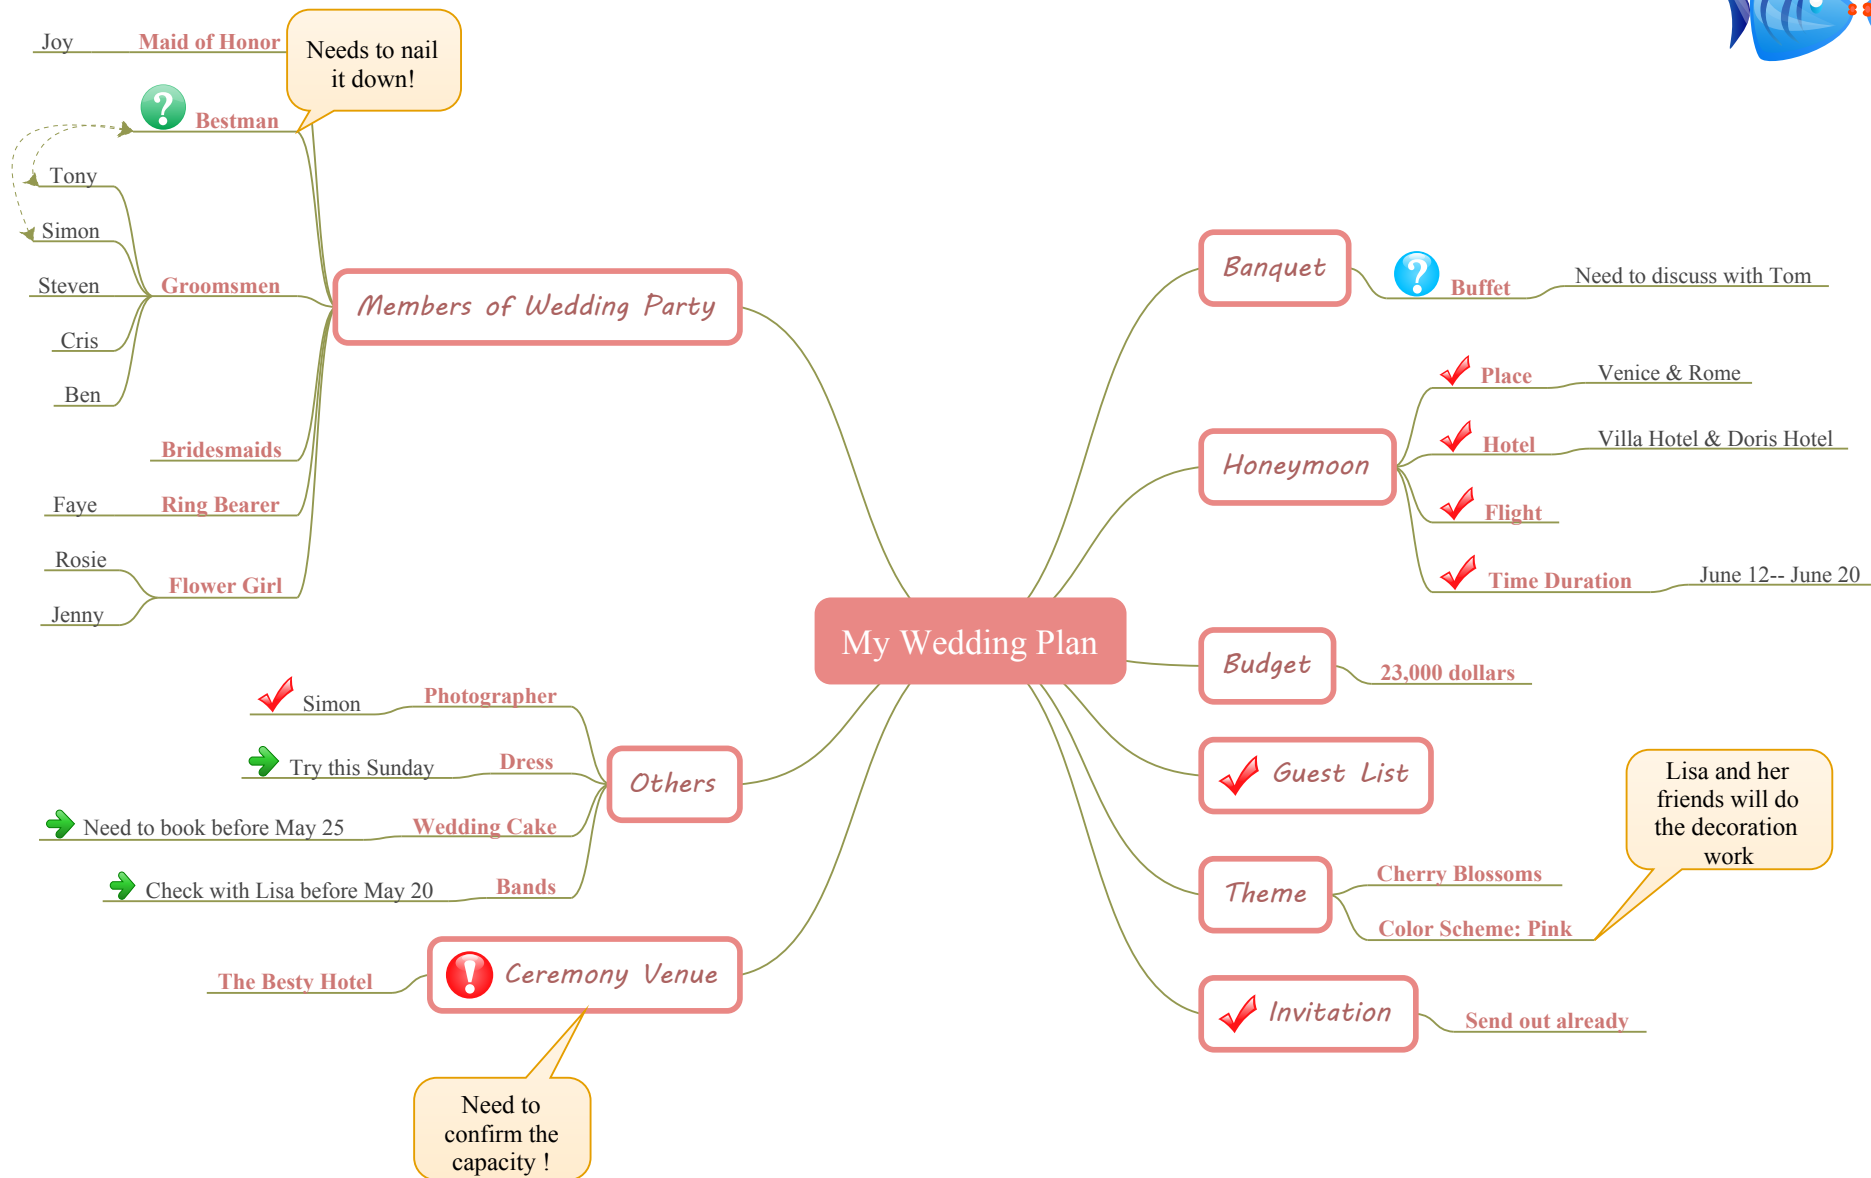 My Wedding Plan
Members of Wedding Party
Maid of Honor
Joy
Needs to nail
it down!
Bestman
Groomsmen
Tony
Simon
Steven
Cris
Ben
Bridesmaids
Ring Bearer
Faye
Flower Girl
Rosie
Jenny
Others
Photographer
Simon
Dress
Try this Sunday
Wedding Cake
Need to book before May 25
Bands
Check with Lisa before May 20
Ceremony Venue
The Besty Hotel
Need to
confirm the
capacity !
Banquet
Buffet
Need to discuss with Tom
Honeymoon
Place
Venice & Rome
Hotel
Villa Hotel & Doris Hotel
Flight
Time Duration
June 12-- June 20
Budget
23,000 dollars
Guest List
Theme
Cherry Blossoms
Color Scheme: Pink
Lisa and her
friends will do
the decoration
work
Invitation
Send out already